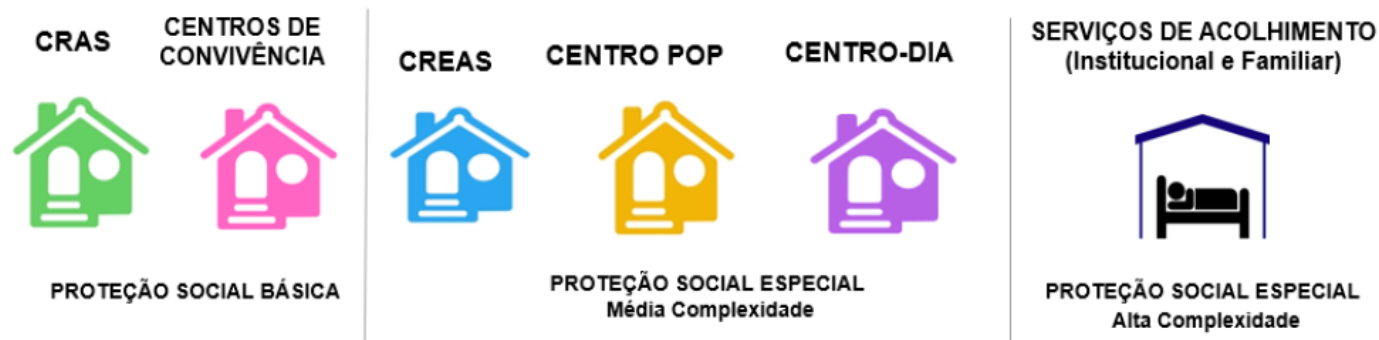 CRAS
CENTROS DE
CONVIVÊNCIA
PROTEÇÃO SOCIAL BÁSICA
CREAS
CENTRO POP
CENTRO-DIA
PROTEÇÃO SOCIAL ESPECIAL
Média Complexidade
SERVIÇOS DE ACOLHIMENTO
(Institucional e Familiar)
PROTEÇÃO SOCIAL ESPECIAL
Alta Complexidade